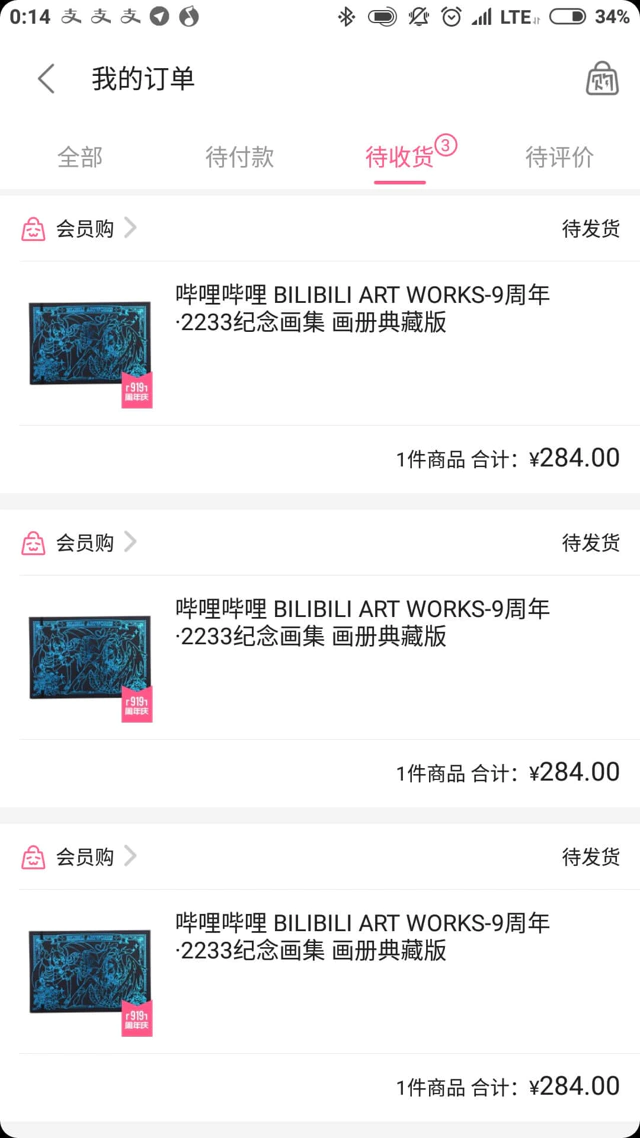 0:14 支 支 支 LTE 34%
我的订单 购
全部 待付款 待收货 3 待评价
会员购 待发货
哔哩哔哩 BILIBILI ART WORKS-9周年
·2233纪念画集 画册典藏版
919
周年庆
1件商品 合计：¥284.00
会员购 待发货
哔哩哔哩 BILIBILI ART WORKS-9周年
·2233纪念画集 画册典藏版
919
周年庆
1件商品 合计：¥284.00
会员购 待发货
哔哩哔哩 BILIBILI ART WORKS-9周年
·2233纪念画集 画册典藏版
919
周年庆
1件商品 合计：¥284.00